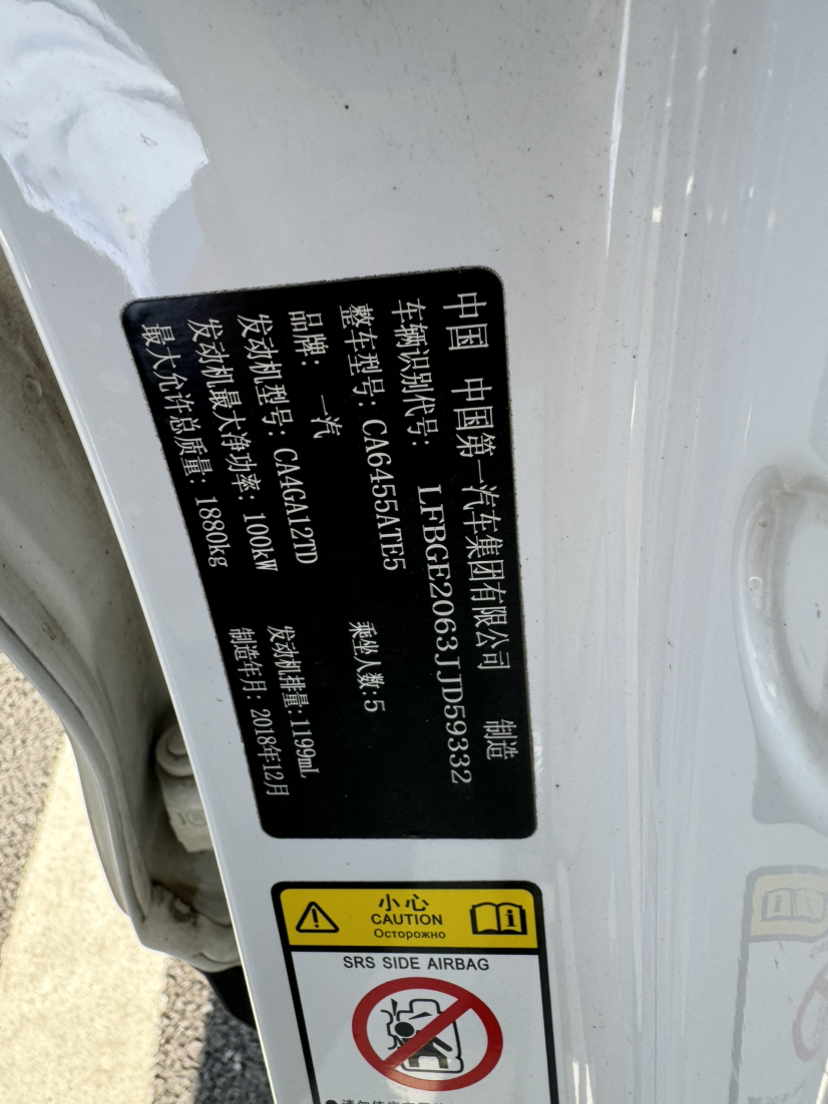 中国 中国第一汽车集团有限公司 制造
车辆识别代号: LFBGE2063JJD59332
整车型号: CA6455ATE5 乘坐人数:5
品牌: 一汽
发动机型号: CA4GA12TD 发动机排量:1199mL
发动机最大净功率: 100kW 制造年月: 2018年12月
最大允许总质量: 1880kg
小心
CAUTION
Осторожно
SRS SIDE AIRBAG